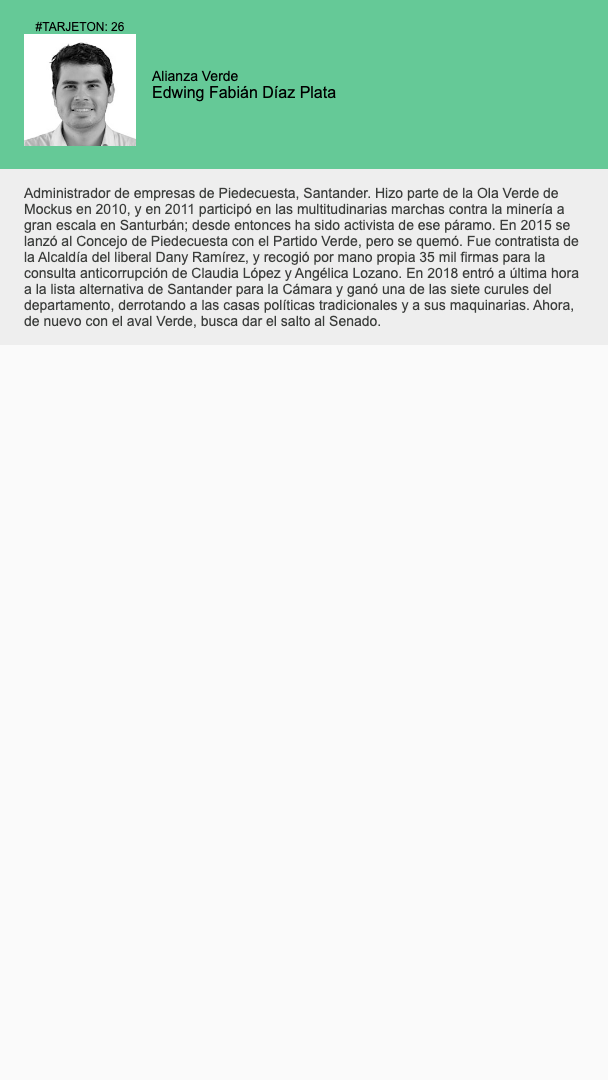 #TARJETON: 26
Alianza Verde
Edwing Fabián Díaz Plata
Administrador de empresas de Piedecuesta, Santander. Hizo parte de la Ola Verde de
Mockus en 2010, y en 2011 participó en las multitudinarias marchas contra la minería a
gran escala en Santurbán; desde entonces ha sido activista de ese páramo. En 2015 se
lanzó al Concejo de Piedecuesta con el Partido Verde, pero se quemó. Fue contratista de
la Alcaldía del liberal Dany Ramírez, y recogió por mano propia 35 mil firmas para la
consulta anticorrupción de Claudia López y Angélica Lozano. En 2018 entró a última hora
a la lista alternativa de Santander para la Cámara y ganó una de las siete curules del
departamento, derrotando a las casas políticas tradicionales y a sus maquinarias. Ahora,
de nuevo con el aval Verde, busca dar el salto al Senado.